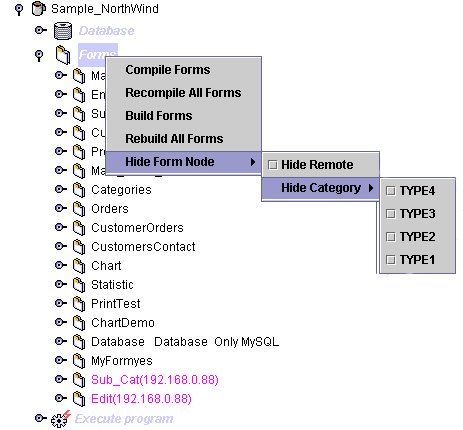 Sample_NorthWind
Database
Forms
Ma
En
Su
Cu
Pro
Ma
Categories
Orders
CustomerOrders
CustomersContact
Chart
Statistic
PrintTest
ChartDemo
Database Database Only MySQL
MyFormyes
Sub_Cat(192.168.0.88)
Edit(192.168.0.88)
Execute program
Compile Forms
Recompile All Forms
Build Forms
Rebuild All Forms
Hide Form Node
Hide Remote
Hide Category
TYPE4
TYPE3
TYPE2
TYPE1